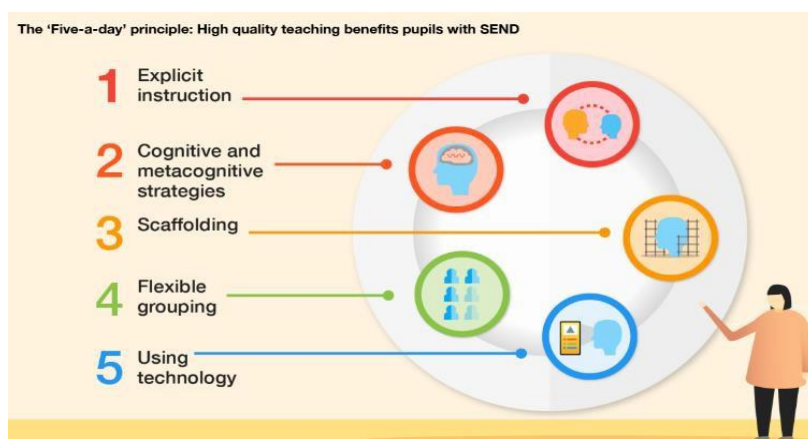 The ‘Five-a-day’ principle: High quality teaching benefits pupils with SEND
1 Explicit
instruction
2 Cognitive and
metacognitive
strategies
3 Scaffolding
4 Flexible
grouping
5 Using
technology